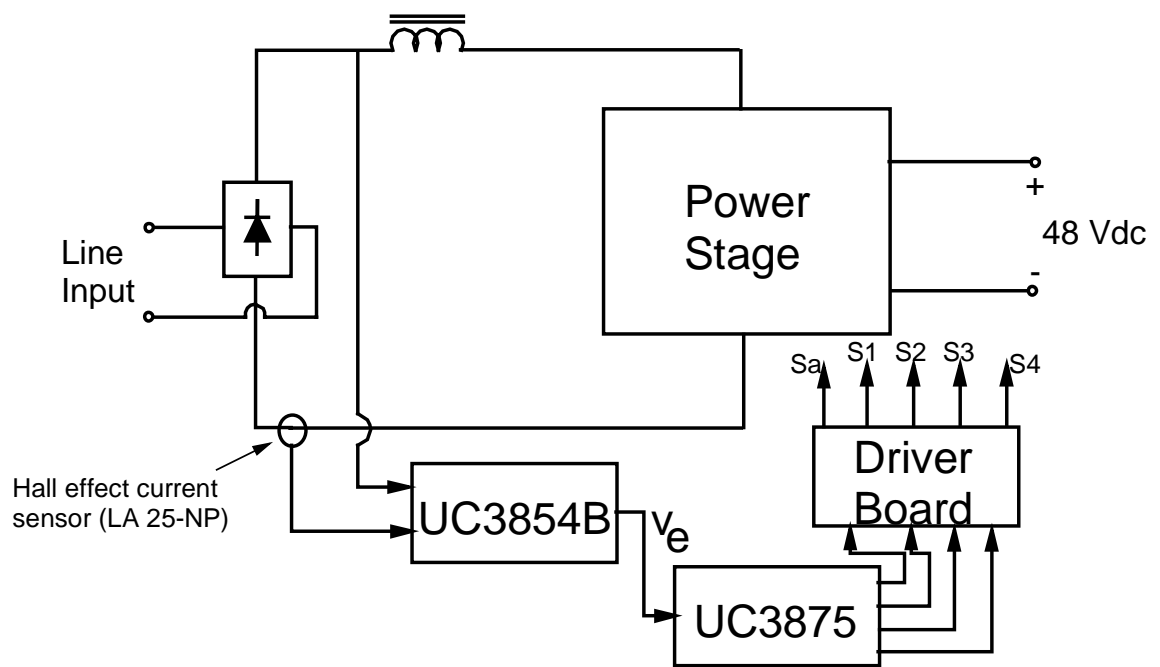 Power
Stage
Line
Input
+
48 Vdc
-
Sa
S1
S2
S3
S4
Driver
Board
Hall effect current
sensor (LA 25-NP)
UC3854B
ve
UC3875